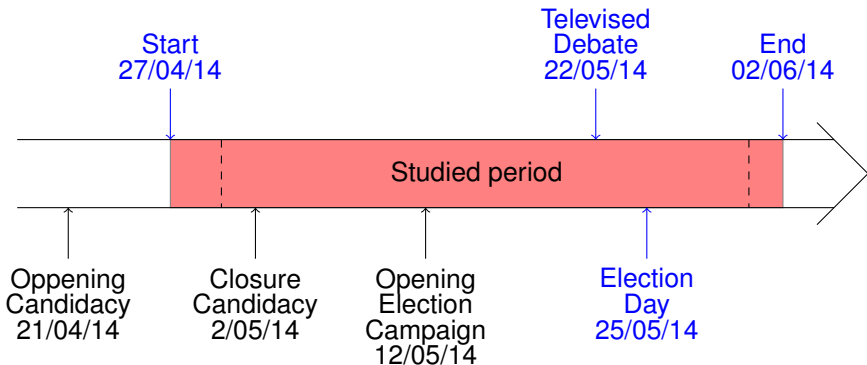 Start
27/04/14
Televised
Debate
22/05/14
End
02/06/14
Studied period
Oppening
Candidacy
21/04/14
Closure
Candidacy
2/05/14
Opening
Election
Campaign
12/05/14
Election
Day
25/05/14